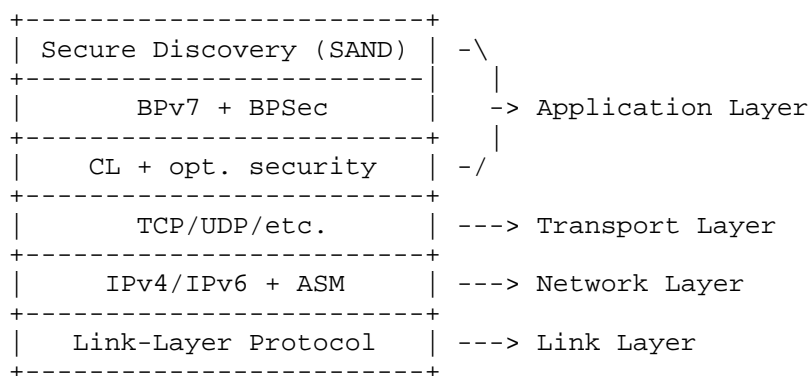 +--------------------------+
| Secure Discovery (SAND) | -\
+--------------------------| |
| BPv7 + BPSec | -> Application Layer
+--------------------------+ |
| CL + opt. security | -/
+--------------------------+
| TCP/UDP/etc. | ---> Transport Layer
+--------------------------+
| IPv4/IPv6 + ASM | ---> Network Layer
+--------------------------+
| Link-Layer Protocol | ---> Link Layer
+--------------------------+